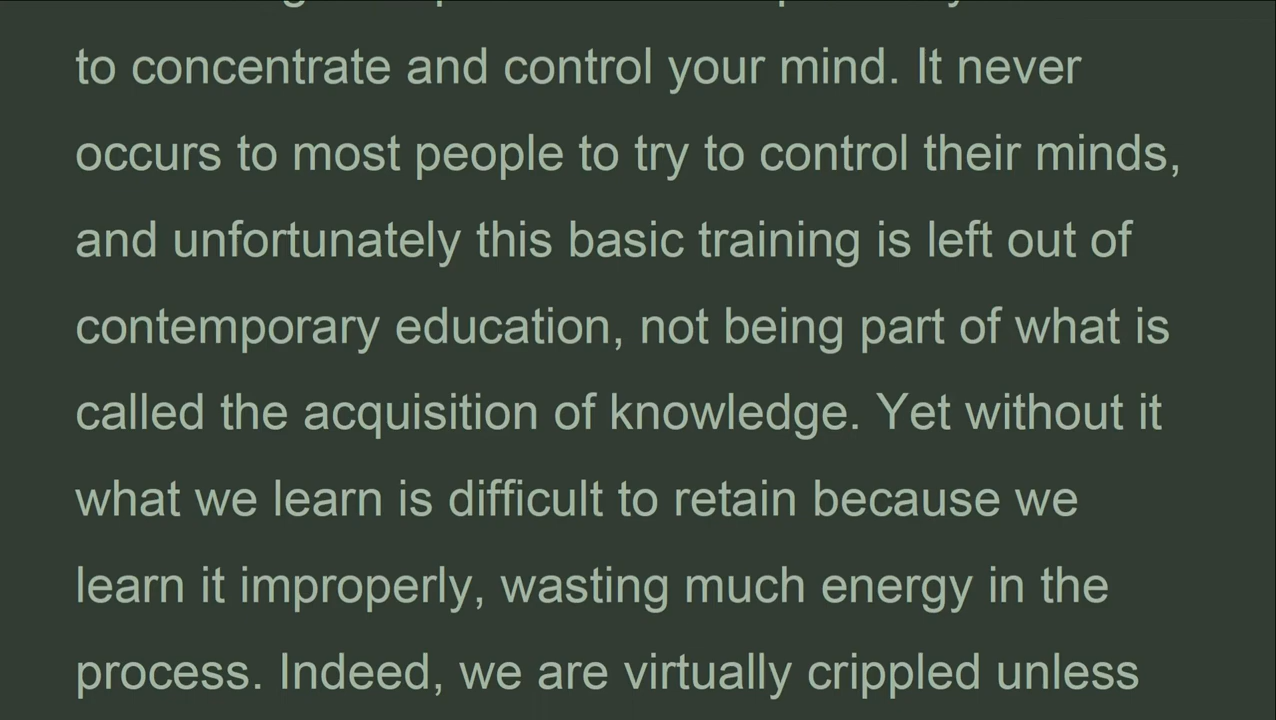 to concentrate and control your mind. It never
occurs to most people to try to control their minds,
and unfortunately this basic training is left out of
contemporary education, not being part of what is
called the acquisition of knowledge. Yet without it
what we learn is difficult to retain because we
learn it improperly, wasting much energy in the
process. Indeed, we are virtually crippled unless